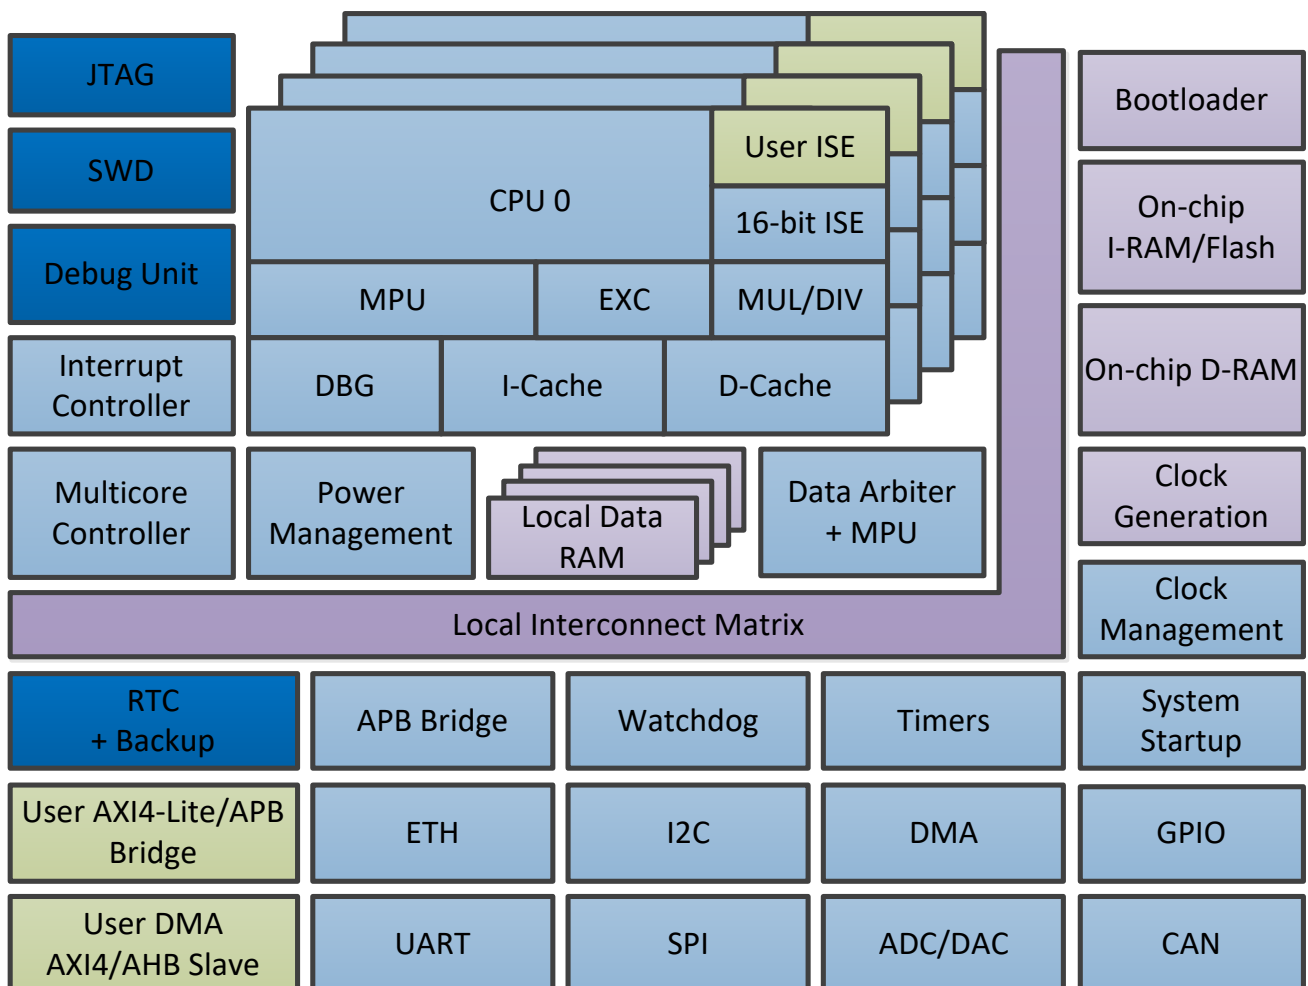 JTAG
SWD
Debug Unit
Interrupt
Controller
Multicore
Controller
CPU 0
User ISE
16-bit ISE
MPU
EXC
MUL/DIV
DBG
I-Cache
D-Cache
Power
Management
Local Data
RAM
Data Arbiter
+ MPU
Local Interconnect Matrix
Bootloader
On-chip
I-RAM/Flash
On-chip D-RAM
Clock
Generation
Clock
Management
RTC
+ Backup
APB Bridge
Watchdog
Timers
System
Startup
User AXI4-Lite/APB
Bridge
ETH
I2C
DMA
GPIO
User DMA
AXI4/AHB Slave
UART
SPI
ADC/DAC
CAN